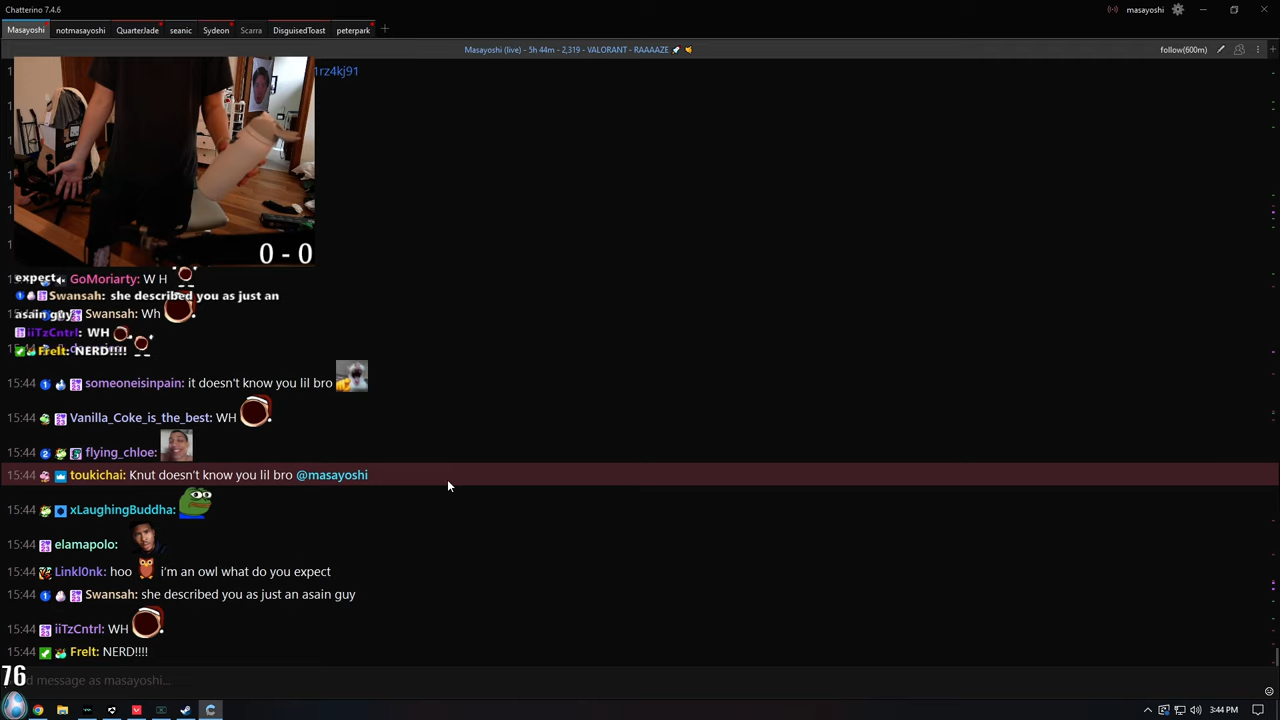 Chatterino 7.4.6
masayoshi
Masayoshi notmasayoshi QuarterJade seanic Sydeon Scarra DisguisedToast peterpark
Masayoshi (live) - 5h 44m - 2,319 - VALORANT - RAAAAZE
follow(600m)
1rz4kj91
0 - 0
expect
GoMoriarty: W H
Swansah: she described you as just an
asain guy
Swansah: Wh
iiTzCntrl: WH
Frelt: NERD!!!!
15:44 someoneisinpain: it doesn't know you lil bro
15:44 Vanilla_Coke_is_the_best: WH
15:44 flying_chloe:
15:44 toukichai: Knut doesn't know you lil bro @masayoshi
15:44 xLaughingBuddha:
15:44 elamapolo:
15:44 Linkl0nk: hoo i'm an owl what do you expect
15:44 Swansah: she described you as just an asain guy
15:44 iiTzCntrl: WH
15:44 Frelt: NERD!!!!
76
message as masayoshi...
3:44 PM